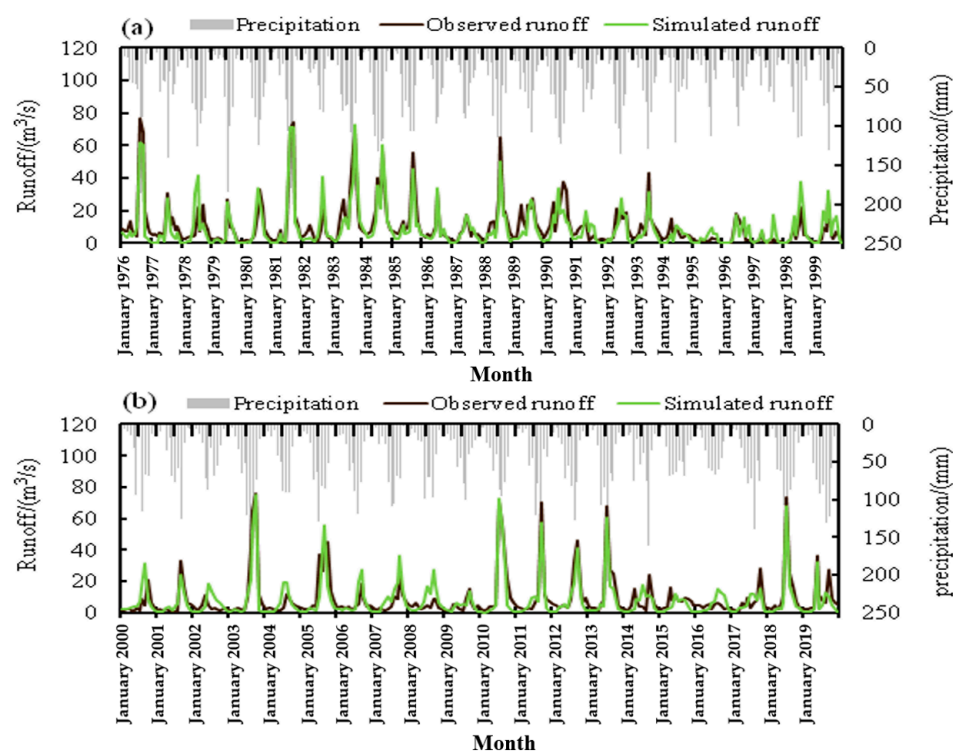 (a)
Precipitation Observed runoff Simulated runoff
120
100
80
60
40
20
0
Runoff/(m³/s)
0
50
100
150
200
250
Precipitation/(mm)
January 1976
January 1977
January 1978
January 1979
January 1980
January 1981
January 1982
January 1983
January 1984
January 1985
January 1986
January 1987
January 1988
January 1989
January 1990
January 1991
January 1992
January 1993
January 1994
January 1995
January 1996
January 1997
January 1998
January 1999
Month
(b)
Precipitation Observed runoff Simulated runoff
120
100
80
60
40
20
0
Runoff/(m³/s)
0
50
100
150
200
250
precipitation/(mm)
January 2000
January 2001
January 2002
January 2003
January 2004
January 2005
January 2006
January 2007
January 2008
January 2009
January 2010
January 2011
January 2012
January 2013
January 2014
January 2015
January 2016
January 2017
January 2018
January 2019
Month